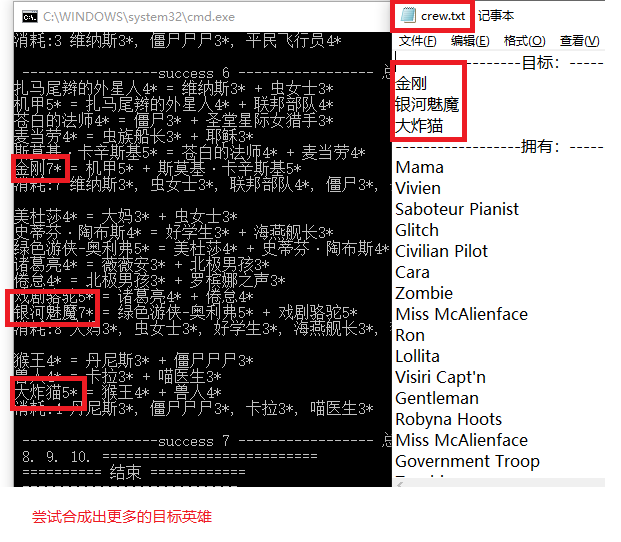 C:\WINDOWS\system32\cmd.exe
消耗:3 维纳斯3*, 僵尸尸尸3*, 平民飞行员4*
-----------------success 6 -----------------
扎马尾辫的外星人4* = 维纳斯3* + 虫女士3*
机甲5* = 扎马尾辫的外星人4* + 联邦部队4*
苍白的法师4* = 僵尸3* + 圣堂星际女猎手3*
麦当劳4* = 虫族船长3* + 耶稣3*
斯莫基·卡辛斯基5* = 苍白的法师4* + 麦当劳4*
金刚7* = 机甲5* + 斯莫基·卡辛斯基5*
消耗:7 维纳斯3*, 虫女士3*, 联邦部队4*, 僵尸3*,
美杜莎4* = 大妈3* + 虫女士3*
史蒂芬·陶布斯4* = 好学生3* + 海燕舰长3*
绿色游侠-奥利弗5* = 美杜莎4* + 史蒂芬·陶布斯4*
诸葛亮4* = 薇薇安3* + 北极男孩3*
倦怠4* = 北极男孩3* + 罗槟娜之声3*
戏剧骆驼5* = 诸葛亮4* + 倦怠4*
银河魅魔7* = 绿色游侠-奥利弗5* + 戏剧骆驼5*
消耗:8 大妈3*, 虫女士3*, 好学生3*, 海燕舰长3*,
猴王4* = 丹尼斯3* + 僵尸尸尸3*
兽人4* = 卡拉3* + 喵医生3*
大炸猫5* = 猴王4* + 兽人4*
消耗:4 丹尼斯3*, 僵尸尸尸3*, 卡拉3*, 喵医生3*
-----------------success 7 -----------------
8. 9. 10. ===========================
========== 结束 ============
crew.txt 记事本
文件(F) 编辑(E) 格式(O) 查看(V)
----------------目标：-----
金刚
银河魅魔
大炸猫
----------------拥有：-----
Mama
Vivien
Saboteur Pianist
Glitch
Civilian Pilot
Cara
Zombie
Miss McAlienface
Ron
Lollita
Visiri Capt'n
Gentleman
Robyna Hoots
Miss McAlienface
Government Troop
尝试合成出更多的目标英雄